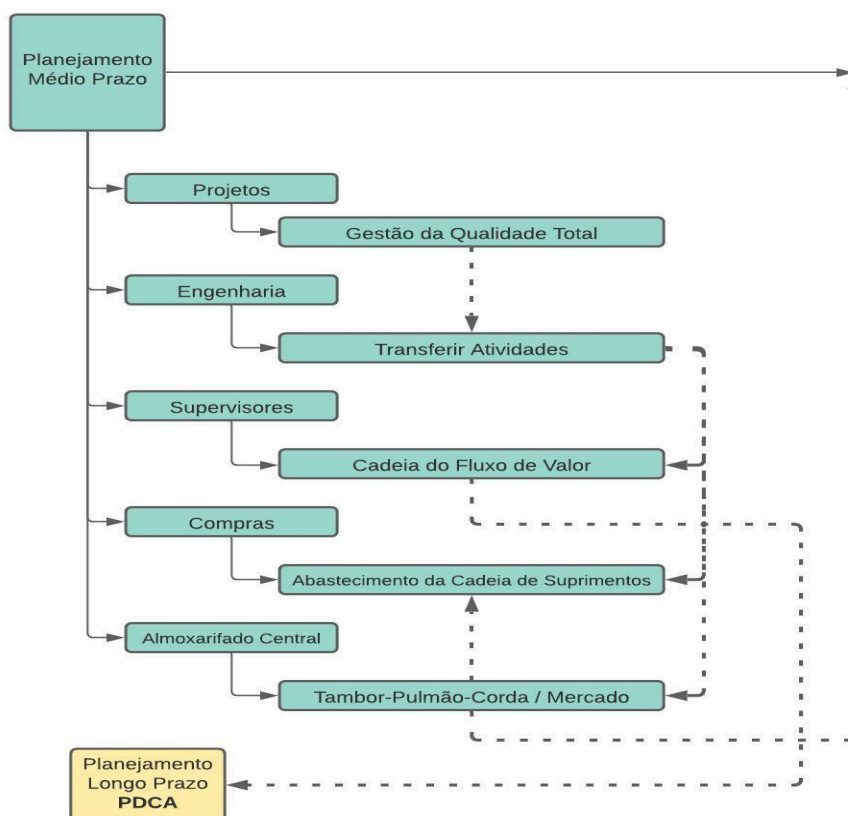 Planejamento
Médio Prazo
Projetos
Gestão da Qualidade Total
Engenharia
Transferir Atividades
Supervisores
Cadeia do Fluxo de Valor
Compras
Abastecimento da Cadeia de Suprimentos
Almoxarifado Central
Tambor-Pulmão-Corda / Mercado
Planejamento
Longo Prazo
PDCA